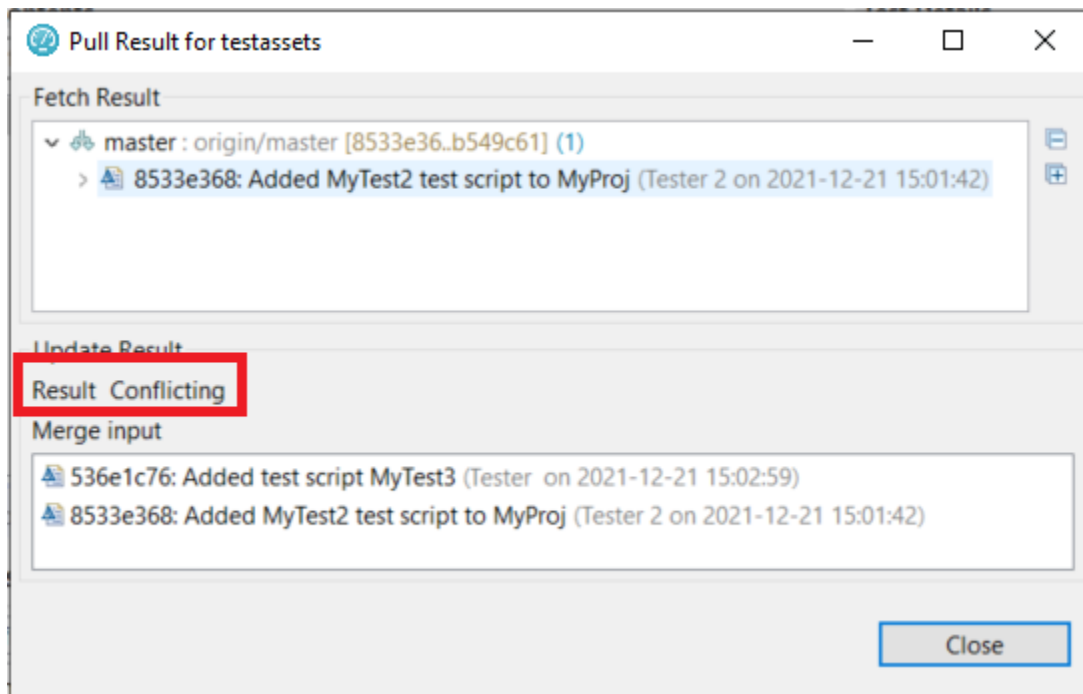 Pull Result for testassets
Fetch Result
master : origin/master [8533e36..b549c61] (1)
8533e368: Added MyTest2 test script to MyProj (Tester 2 on 2021-12-21 15:01:42)
Update Result
Result Conflicting
Merge input
536e1c76: Added test script MyTest3 (Tester  on 2021-12-21 15:02:59)
8533e368: Added MyTest2 test script to MyProj (Tester 2 on 2021-12-21 15:01:42)
Close